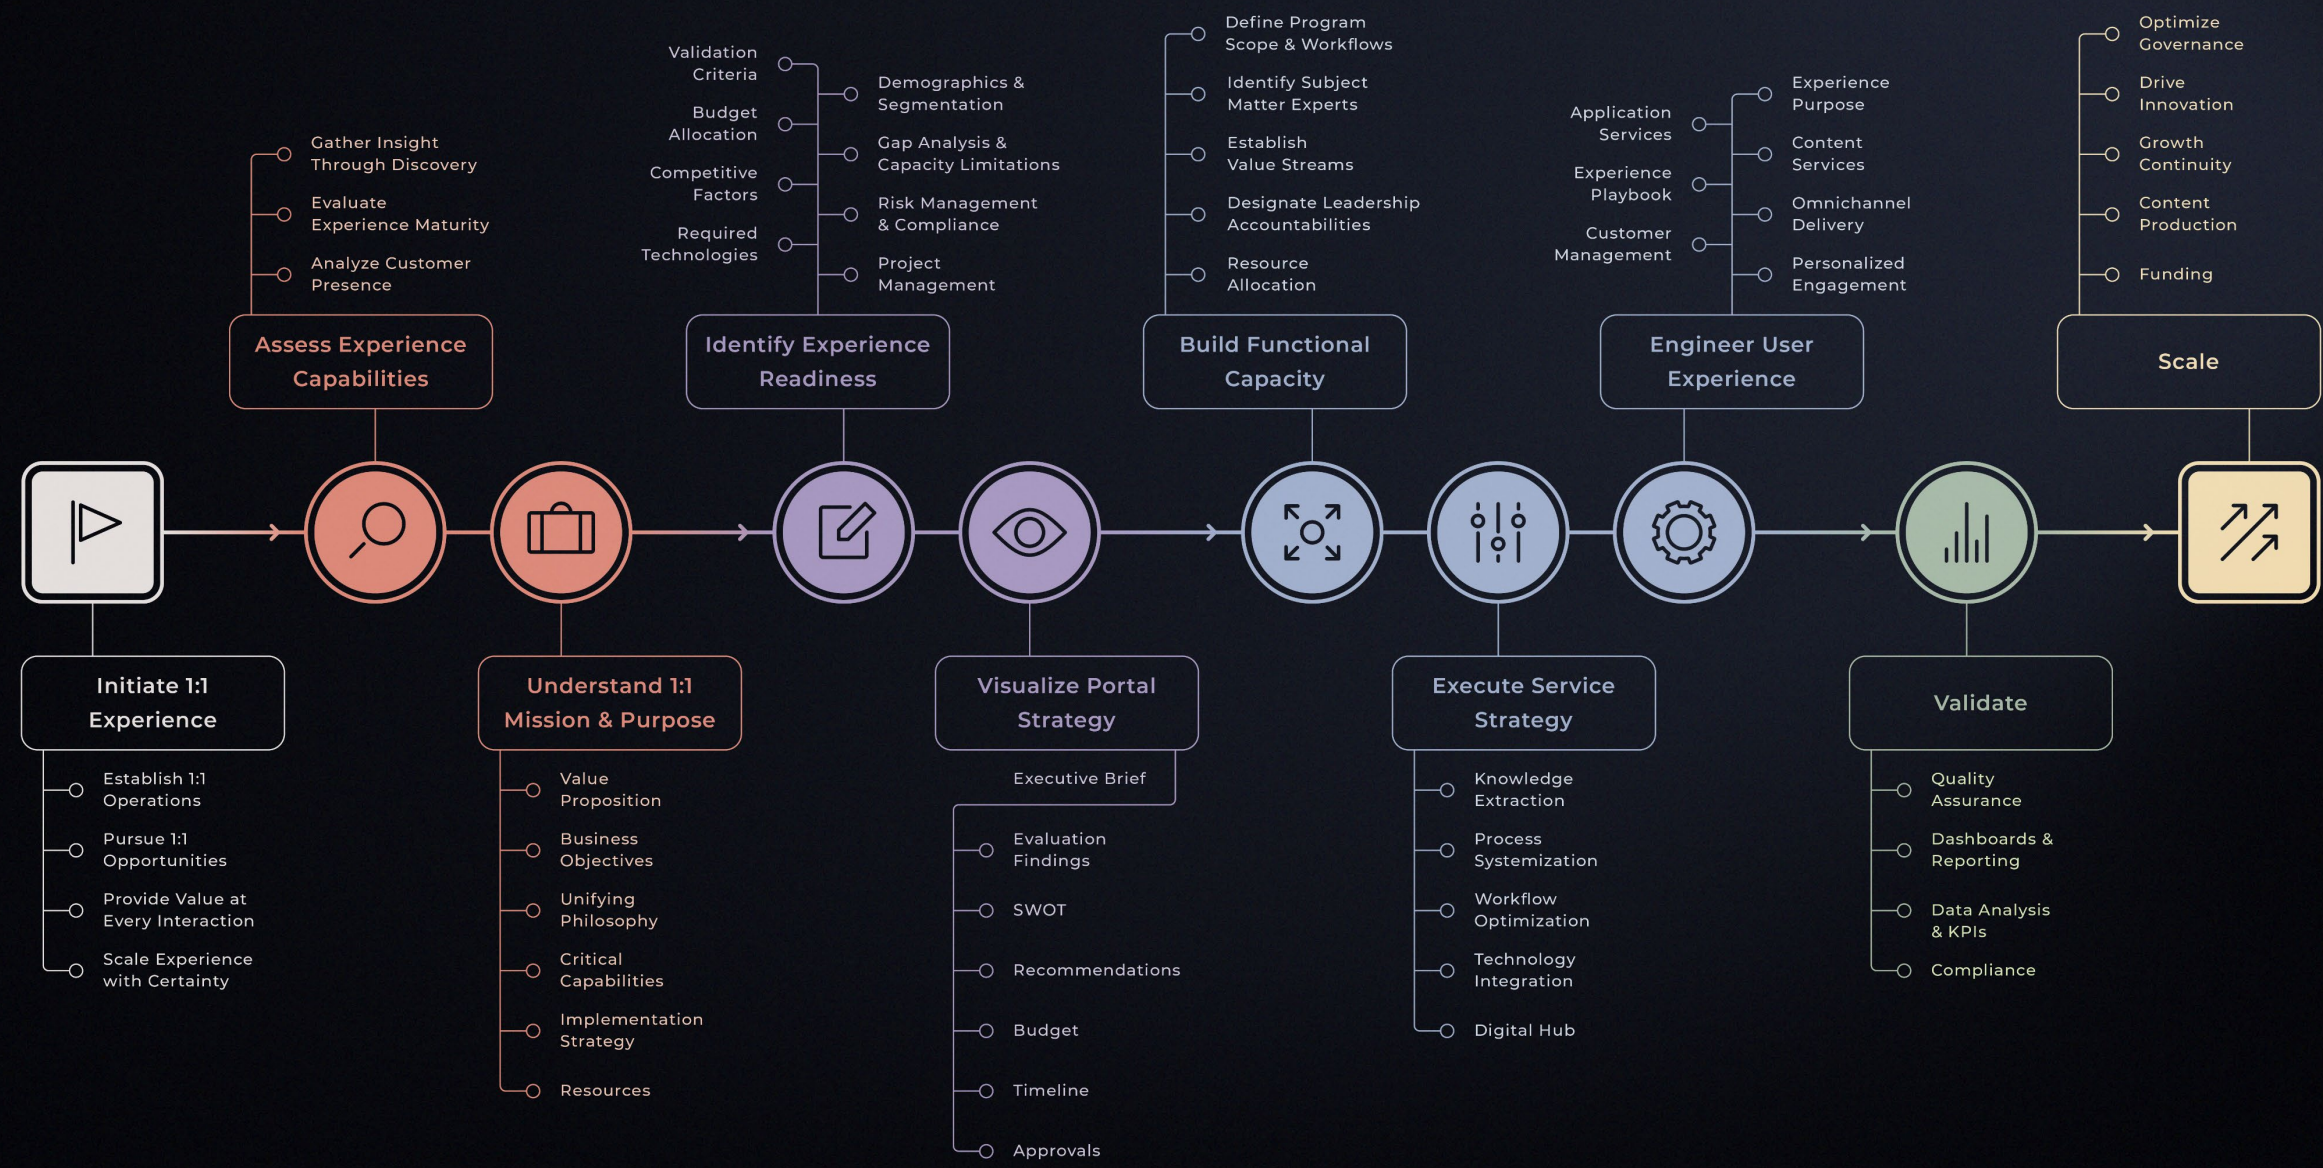 Gather Insight
Through Discovery
Evaluate
Experience Maturity
Analyze Customer
Presence
Assess Experience
Capabilities
Validation
Criteria
Budget
Allocation
Competitive
Factors
Required
Technologies
Demographics &
Segmentation
Gap Analysis &
Capacity Limitations
Risk Management
& Compliance
Project
Management
Identify Experience
Readiness
Define Program
Scope & Workflows
Identify Subject
Matter Experts
Establish
Value Streams
Designate Leadership
Accountabilities
Resource
Allocation
Build Functional
Capacity
Application
Services
Experience
Playbook
Customer
Management
Experience
Purpose
Content
Services
Omnichannel
Delivery
Personalized
Engagement
Engineer User
Experience
Optimize
Governance
Drive
Innovation
Growth
Continuity
Content
Production
Funding
Scale
Initiate 1:1
Experience
Establish 1:1
Operations
Pursue 1:1
Opportunities
Provide Value at
Every Interaction
Scale Experience
with Certainty
Understand 1:1
Mission & Purpose
Value
Proposition
Business
Objectives
Unifying
Philosophy
Critical
Capabilities
Implementation
Strategy
Resources
Visualize Portal
Strategy
Executive Brief
Evaluation
Findings
SWOT
Recommendations
Budget
Timeline
Approvals
Execute Service
Strategy
Knowledge
Extraction
Process
Systemization
Workflow
Optimization
Technology
Integration
Digital Hub
Validate
Quality
Assurance
Dashboards &
Reporting
Data Analysis
& KPIs
Compliance